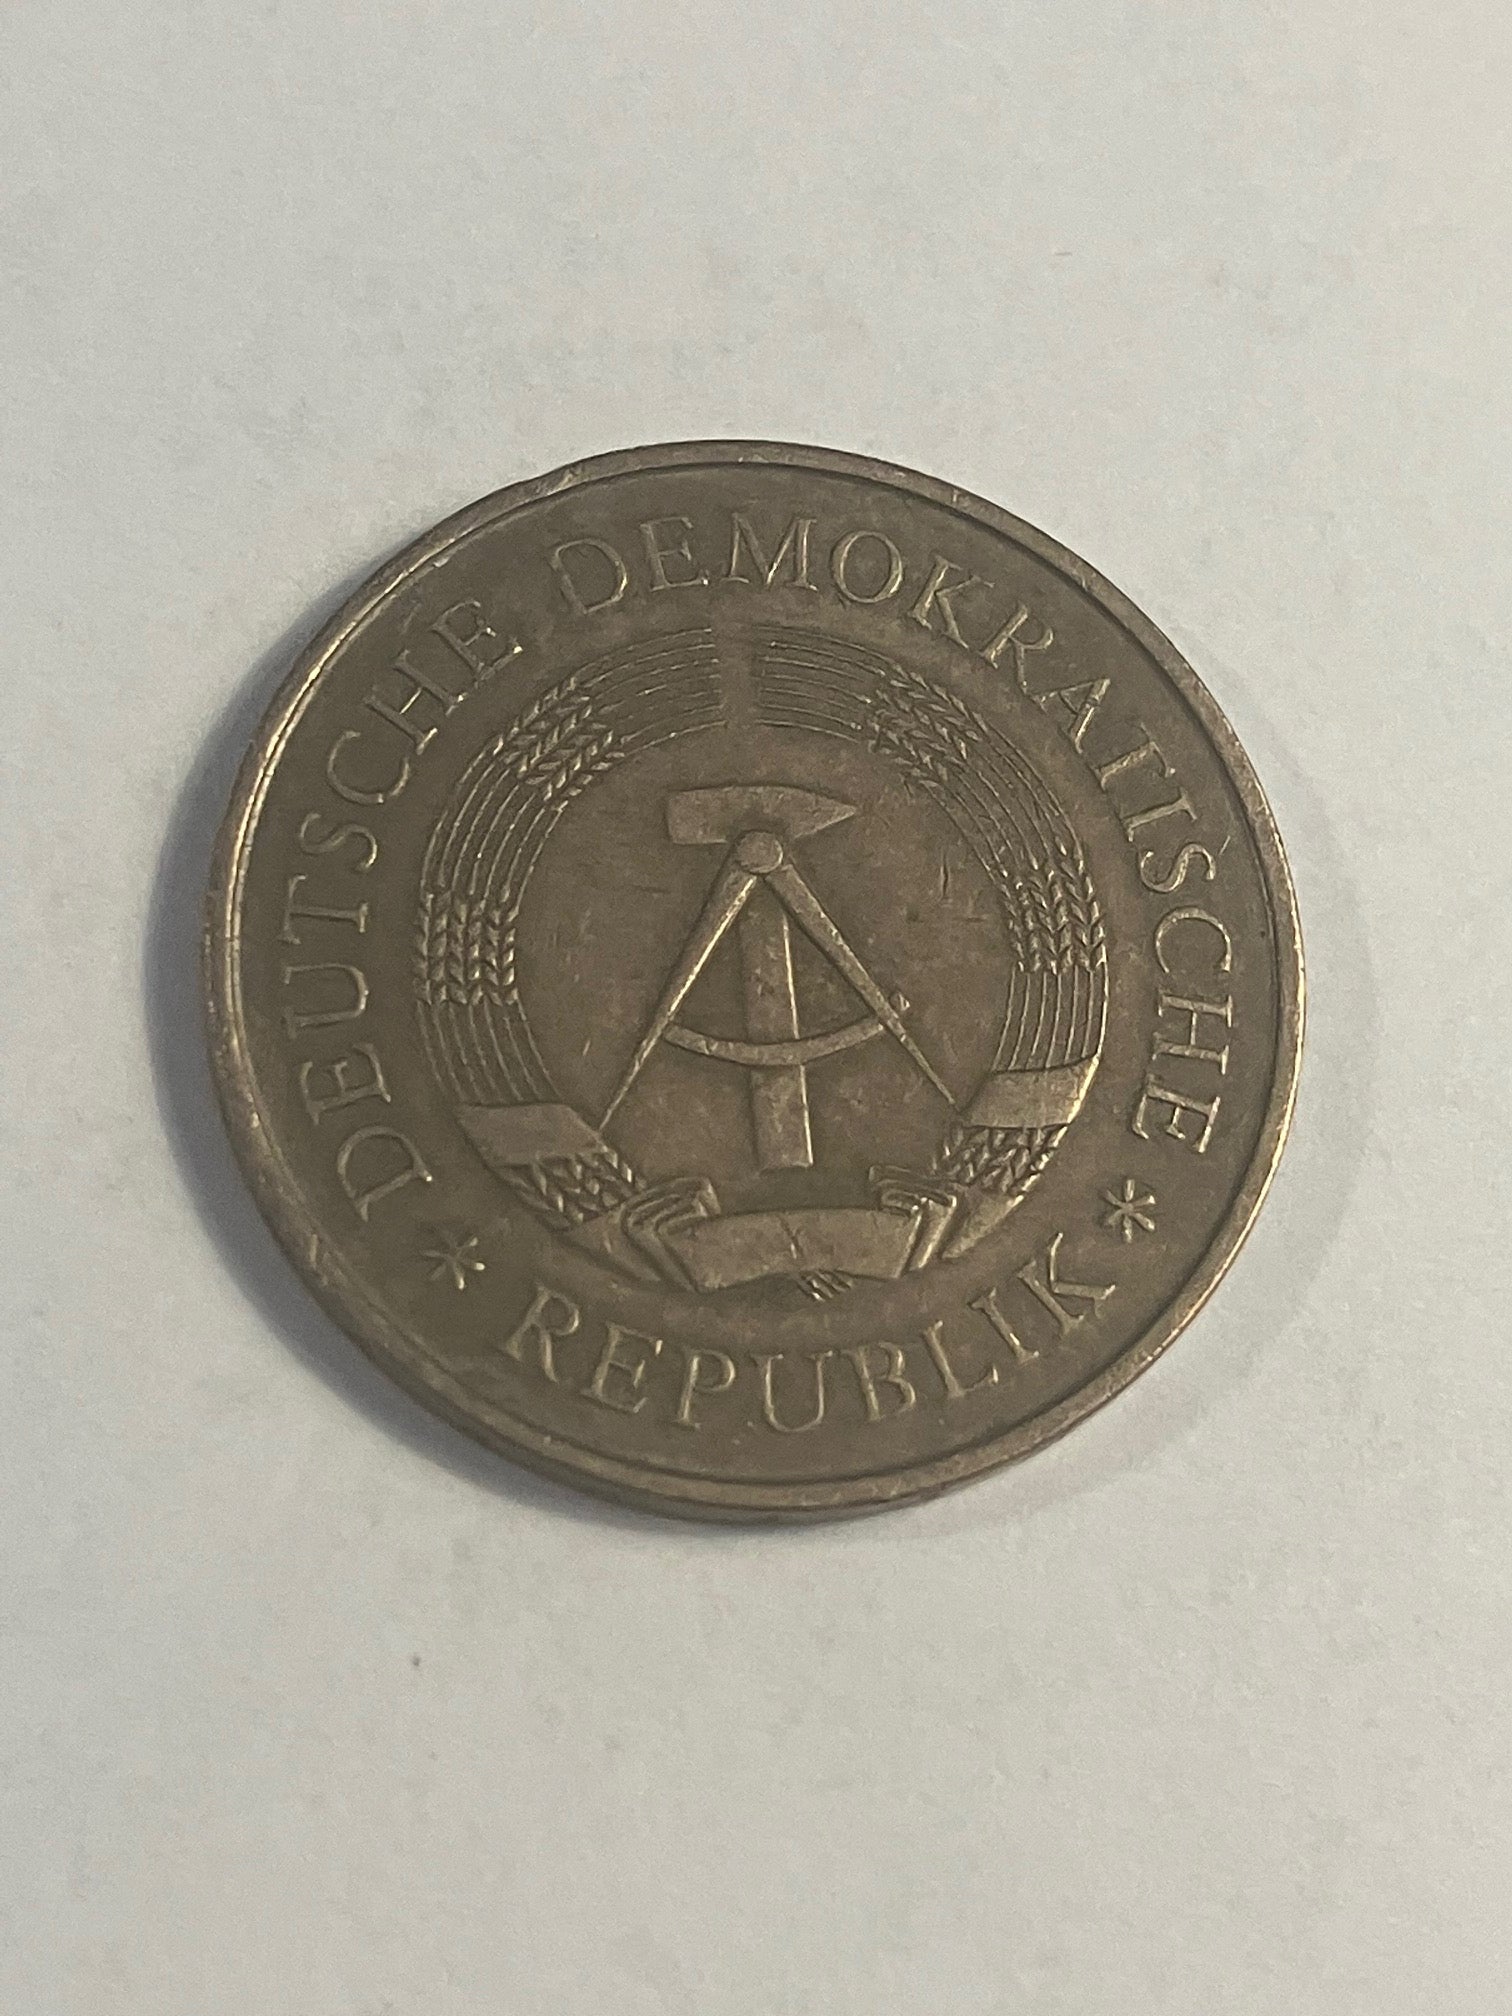 DEUTSCHE DEMOKRATISCHE
* REPUBLIK *